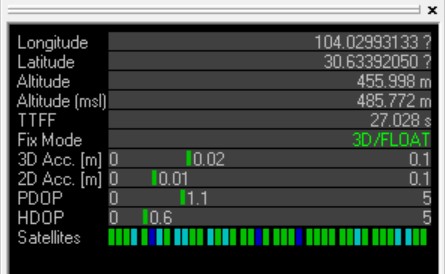 Longitude 104.02993133 ?
Latitude 30.63392050 ?
Altitude 455.998 m
Altitude (msl) 485.772 m
TTFF 27.028 s
Fix Mode 3D/FLOAT
3D Acc. [m] 0 0.02 0.1
2D Acc. [m] 0 0.01 0.1
PDOP 0 1.1 5
HDOP 0 0.6 5
Satellites